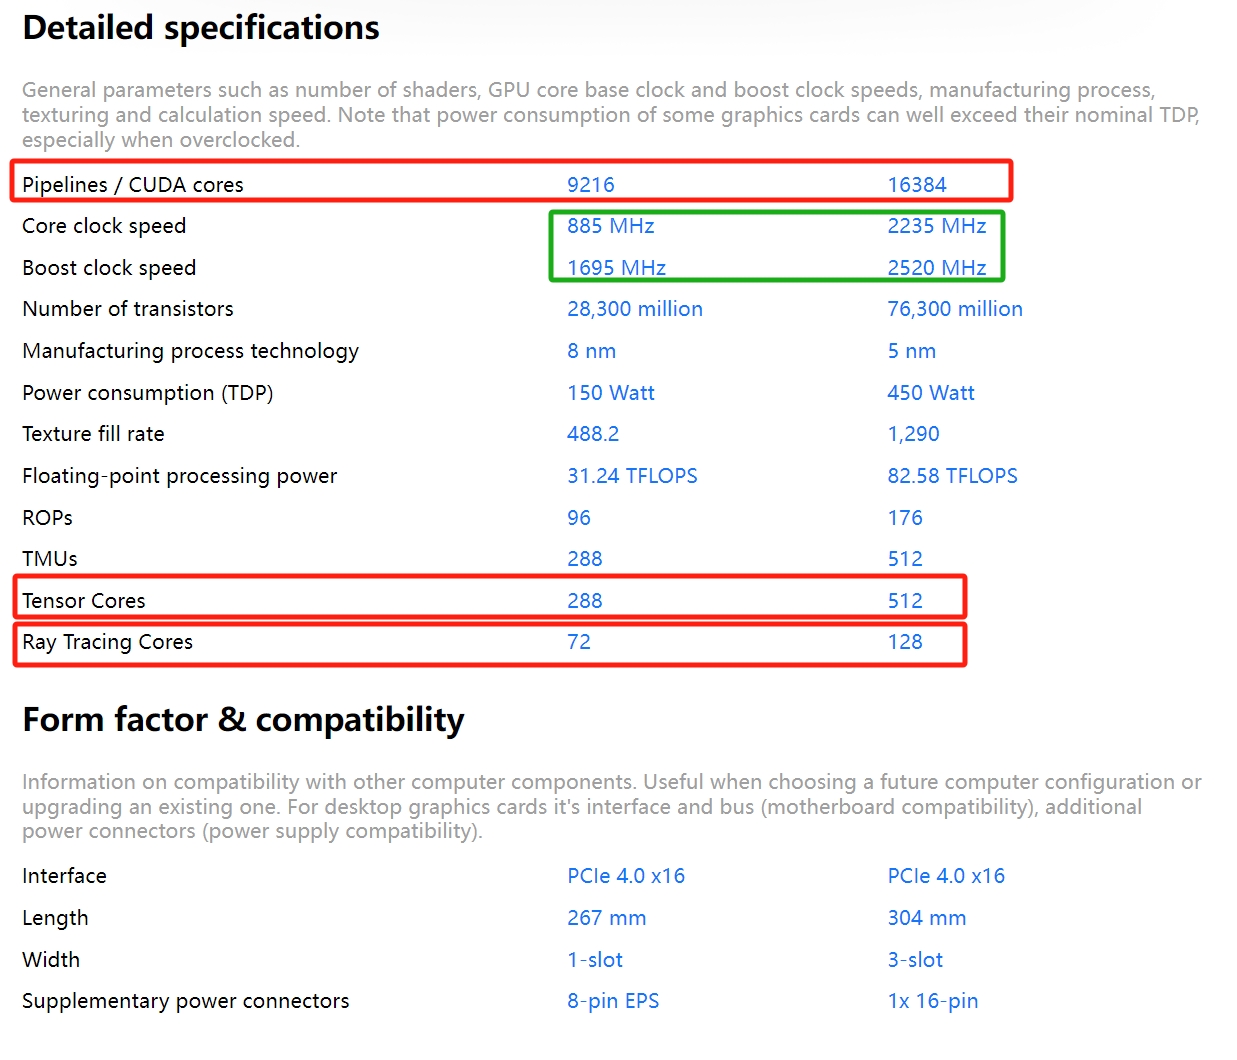 Detailed specifications
General parameters such as number of shaders, GPU core base clock and boost clock speeds, manufacturing process,
texturing and calculation speed. Note that power consumption of some graphics cards can well exceed their nominal TDP,
especially when overclocked.
Pipelines / CUDA cores 9216 16384
Core clock speed 885 MHz 2235 MHz
Boost clock speed 1695 MHz 2520 MHz
Number of transistors 28,300 million 76,300 million
Manufacturing process technology 8 nm 5 nm
Power consumption (TDP) 150 Watt 450 Watt
Texture fill rate 488.2 1,290
Floating-point processing power 31.24 TFLOPS 82.58 TFLOPS
ROPs 96 176
TMUs 288 512
Tensor Cores 288 512
Ray Tracing Cores 72 128
Form factor & compatibility
Information on compatibility with other computer components. Useful when choosing a future computer configuration or
upgrading an existing one. For desktop graphics cards it's interface and bus (motherboard compatibility), additional
power connectors (power supply compatibility).
Interface PCIe 4.0 x16 PCIe 4.0 x16
Length 267 mm 304 mm
Width 1-slot 3-slot
Supplementary power connectors 8-pin EPS 1x 16-pin